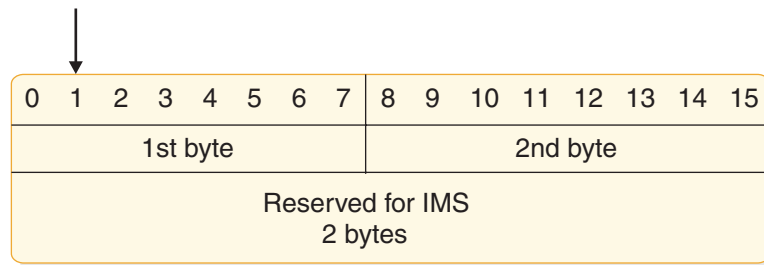 0 1 2 3 4 5 6 7 8 9 10 11 12 13 14 15
1st byte 2nd byte
Reserved for IMS
2 bytes